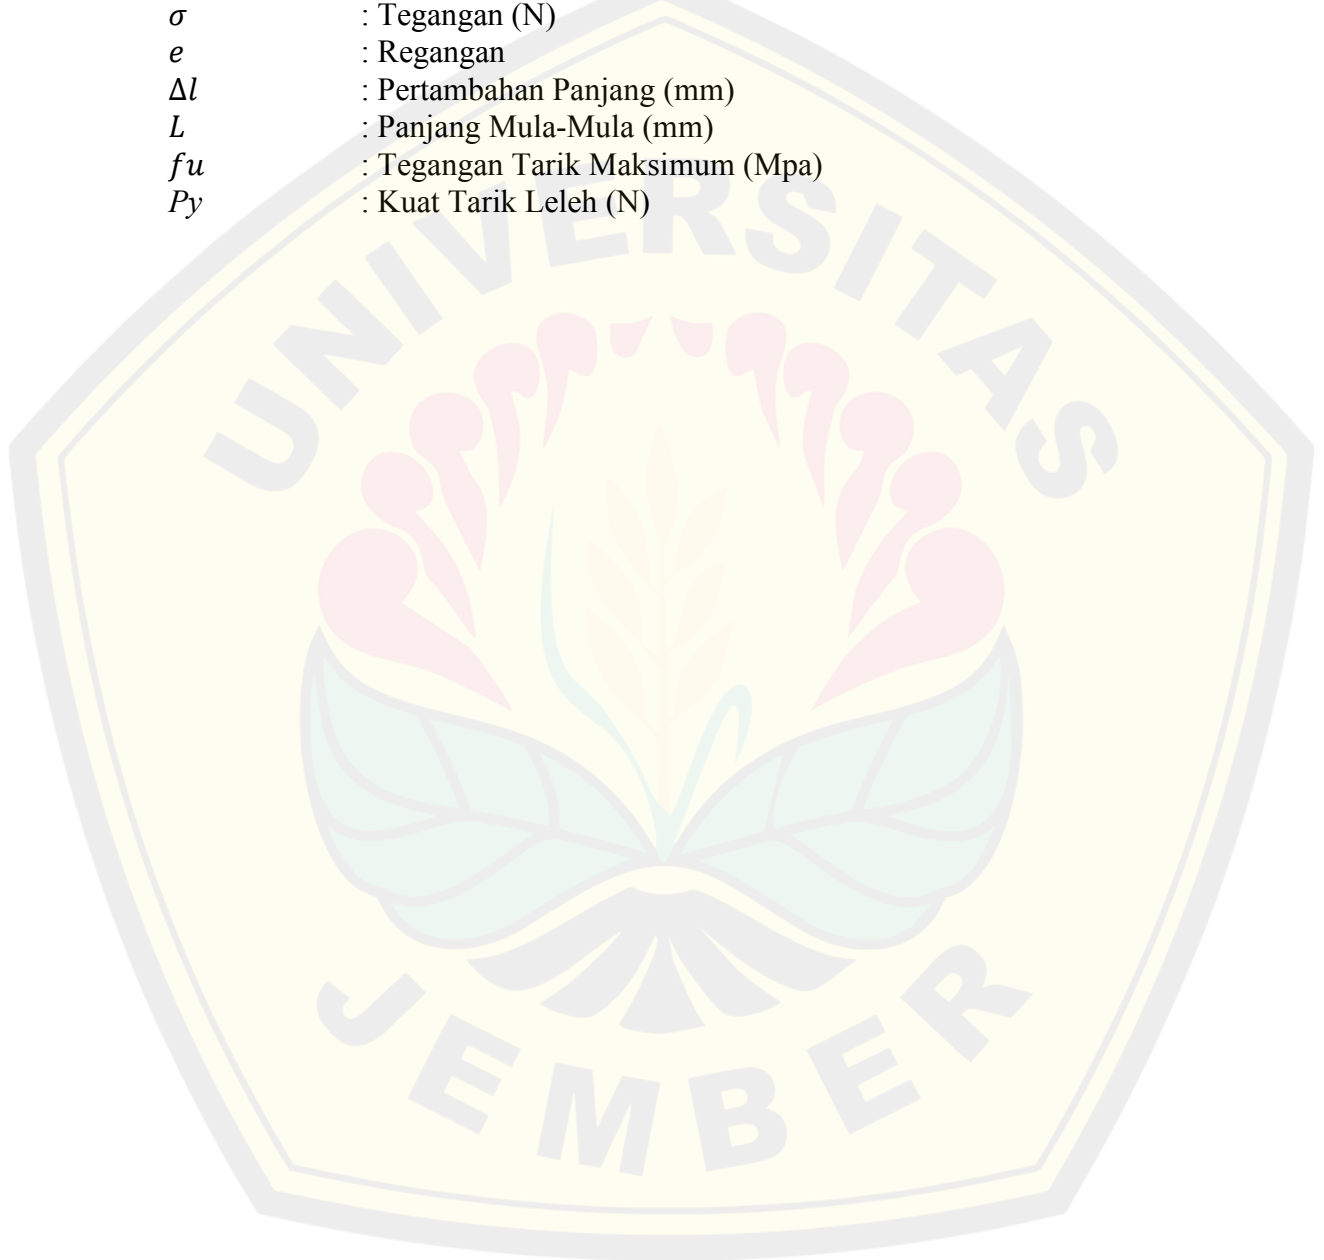 σ : Tegangan (N)
e : Regangan
Δl : Pertambahan Panjang (mm)
L : Panjang Mula-Mula (mm)
fu : Tegangan Tarik Maksimum (Mpa)
Py : Kuat Tarik Leleh (N)
UNIVERSITAS
JEMBER